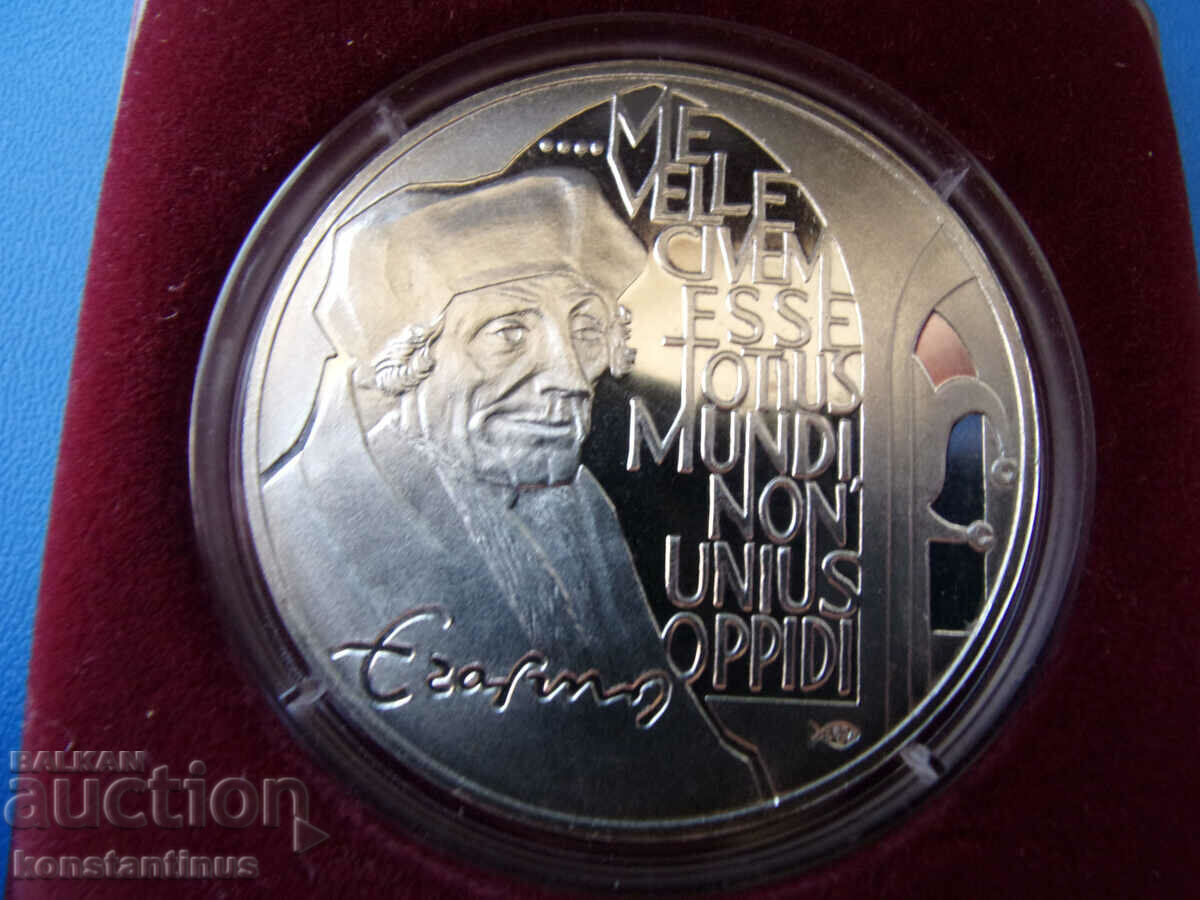 ....ME
VELLE
CIVEM
ESSE
TOTIUS
MUNDI,
NON'
UNIUS
OPPIDI
Erasmus
BALKAN
auction
konstantinus